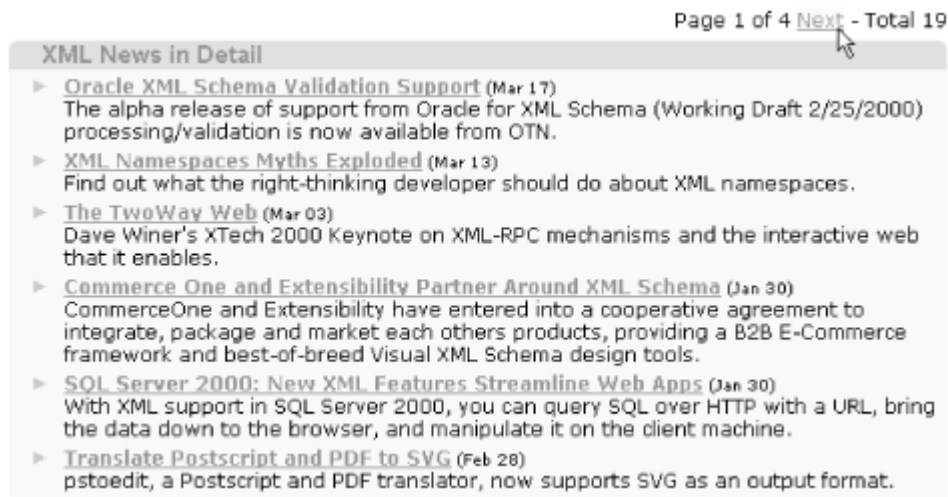 Page 1 of 4 Next - Total 19
XML News in Detail
Oracle XML Schema Validation Support (Mar 17)
The alpha release of support from Oracle for XML Schema (Working Draft 2/25/2000)
processing/validation is now available from OTN.
XML Namespaces Myths Exploded (Mar 13)
Find out what the right-thinking developer should do about XML namespaces.
The TwoWay Web (Mar 03)
Dave Winer's XTech 2000 Keynote on XML-RPC mechanisms and the interactive web
that it enables.
Commerce One and Extensibility Partner Around XML Schema (Jan 30)
CommerceOne and Extensibility have entered into a cooperative agreement to
integrate, package and market each others products, providing a B2B E-Commerce
framework and best-of-breed Visual XML Schema design tools.
SQL Server 2000: New XML Features Streamline Web Apps (Jan 30)
With XML support in SQL Server 2000, you can query SQL over HTTP with a URL, bring
the data down to the browser, and manipulate it on the client machine.
Translate Postscript and PDF to SVG (Feb 28)
pstoedit, a Postscript and PDF translator, now supports SVG as an output format.